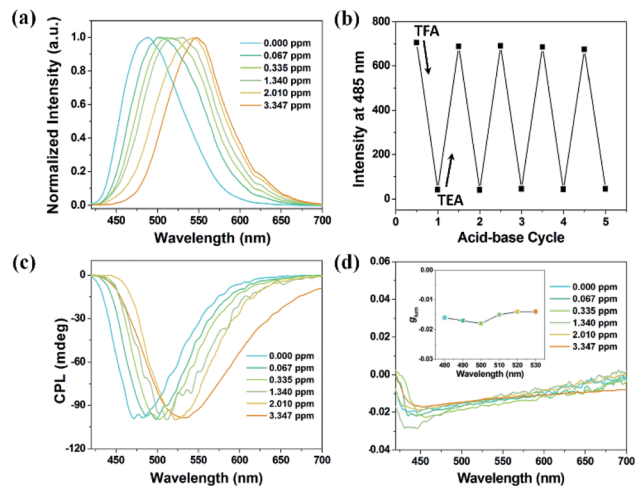 (a)
Normalized Intensity (a.u.)
1.0
0.8
0.6
0.4
0.2
0.0
0.000 ppm
0.067 ppm
0.335 ppm
1.340 ppm
2.010 ppm
3.347 ppm
450 500 550 600 650 700
Wavelength (nm)
(b)
Intensity at 485 nm
800
600
400
200
0
TFA
TEA
0 1 2 3 4 5
Acid-base Cycle
(c)
CPL (mdeg)
0
-30
-60
-90
-120
0.000 ppm
0.067 ppm
0.335 ppm
1.340 ppm
2.010 ppm
3.347 ppm
450 500 550 600 650 700
Wavelength (nm)
(d)
0.06
0.04
0.02
0.00
-0.02
-0.04
glum
0.00
-0.01
-0.02
-0.03
480 490 500 510 520 530
Wavelength (nm)
0.000 ppm
0.067 ppm
0.335 ppm
1.340 ppm
2.010 ppm
3.347 ppm
450 500 550 600 650 700
Wavelength (nm)